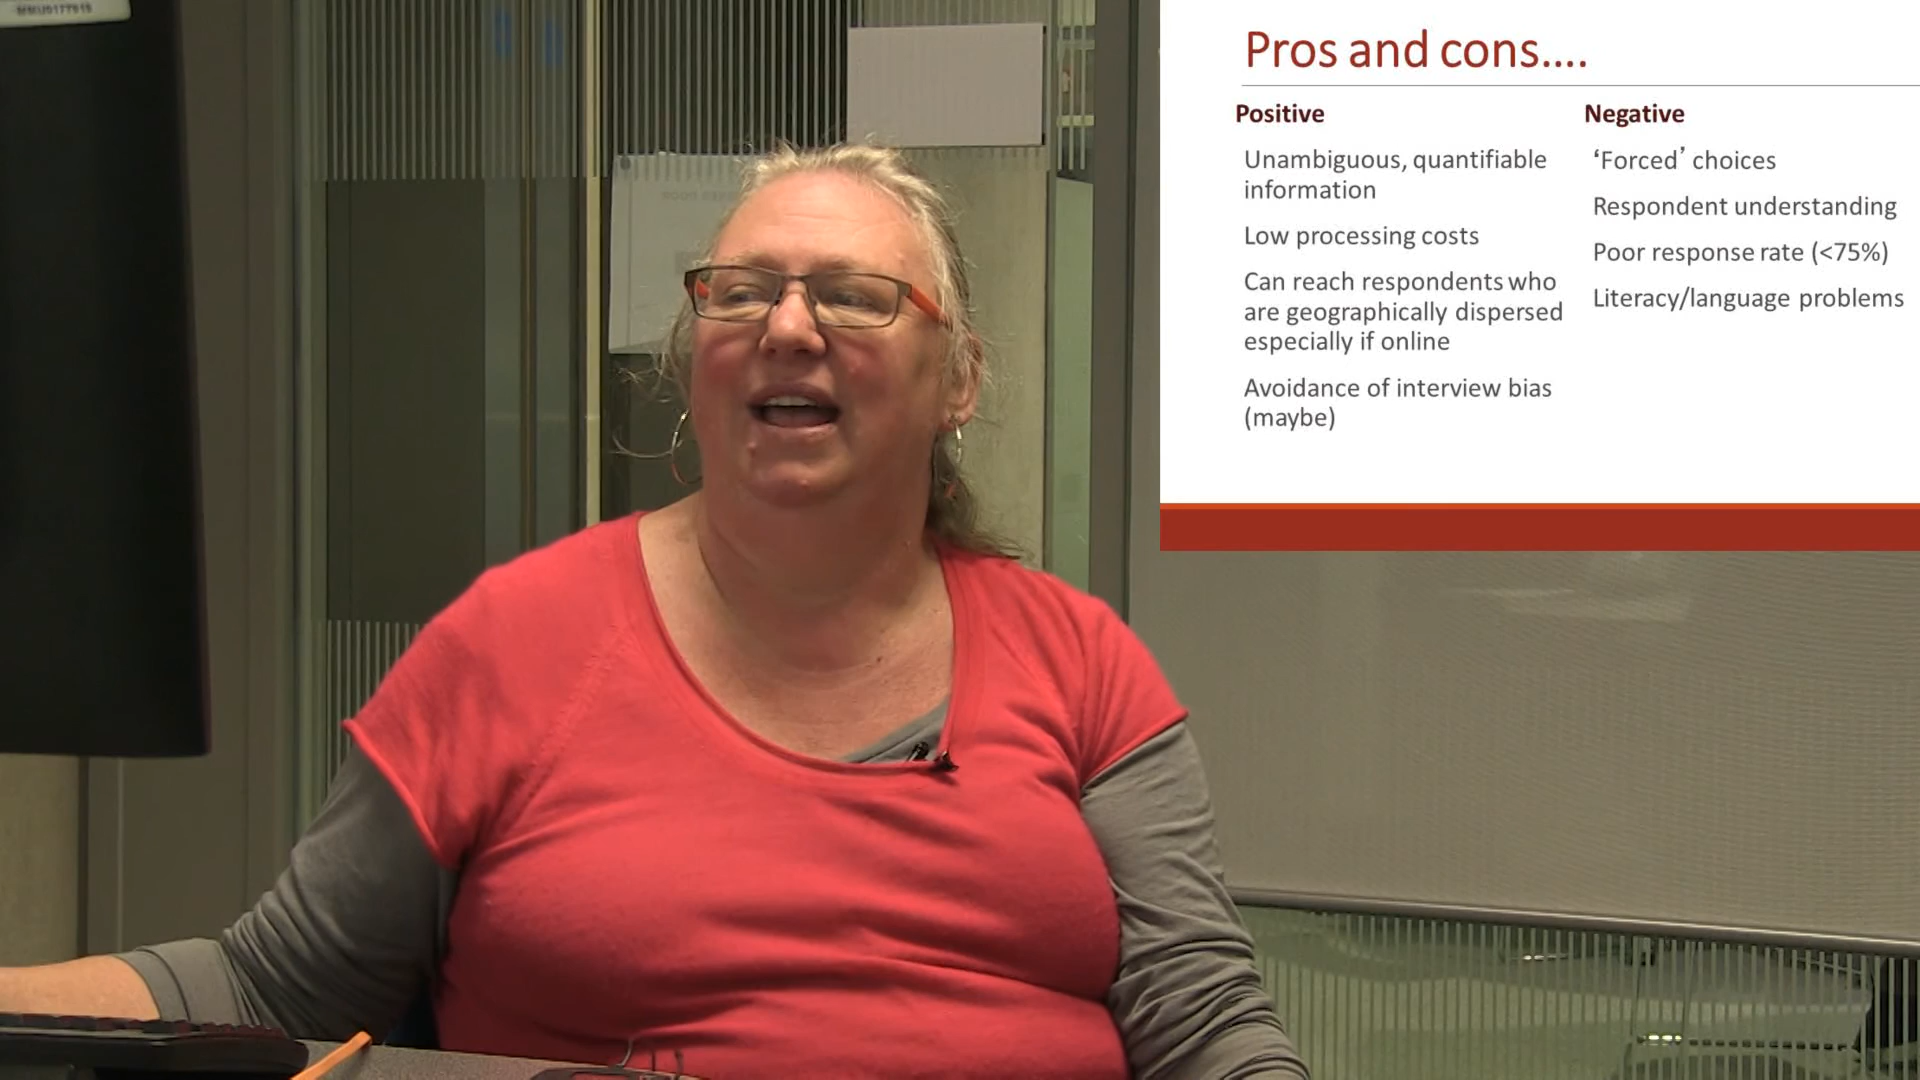 Pros and cons....
Positive
Unambiguous, quantifiable
information
Low processing costs
Can reach respondents who
are geographically dispersed
especially if online
Avoidance of interview bias
(maybe)
Negative
‘Forced’ choices
Respondent understanding
Poor response rate (<75%)
Literacy/language problems